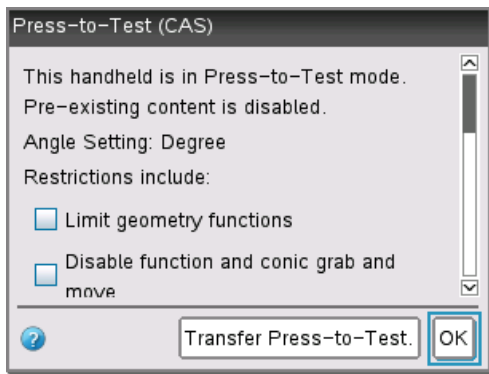 Press-to-Test (CAS)
This handheld is in Press-to-Test mode.
Pre-existing content is disabled.
Angle Setting: Degree
Restrictions include:
Limit geometry functions
Disable function and conic grab and
move
?
Transfer Press-to-Test.
OK